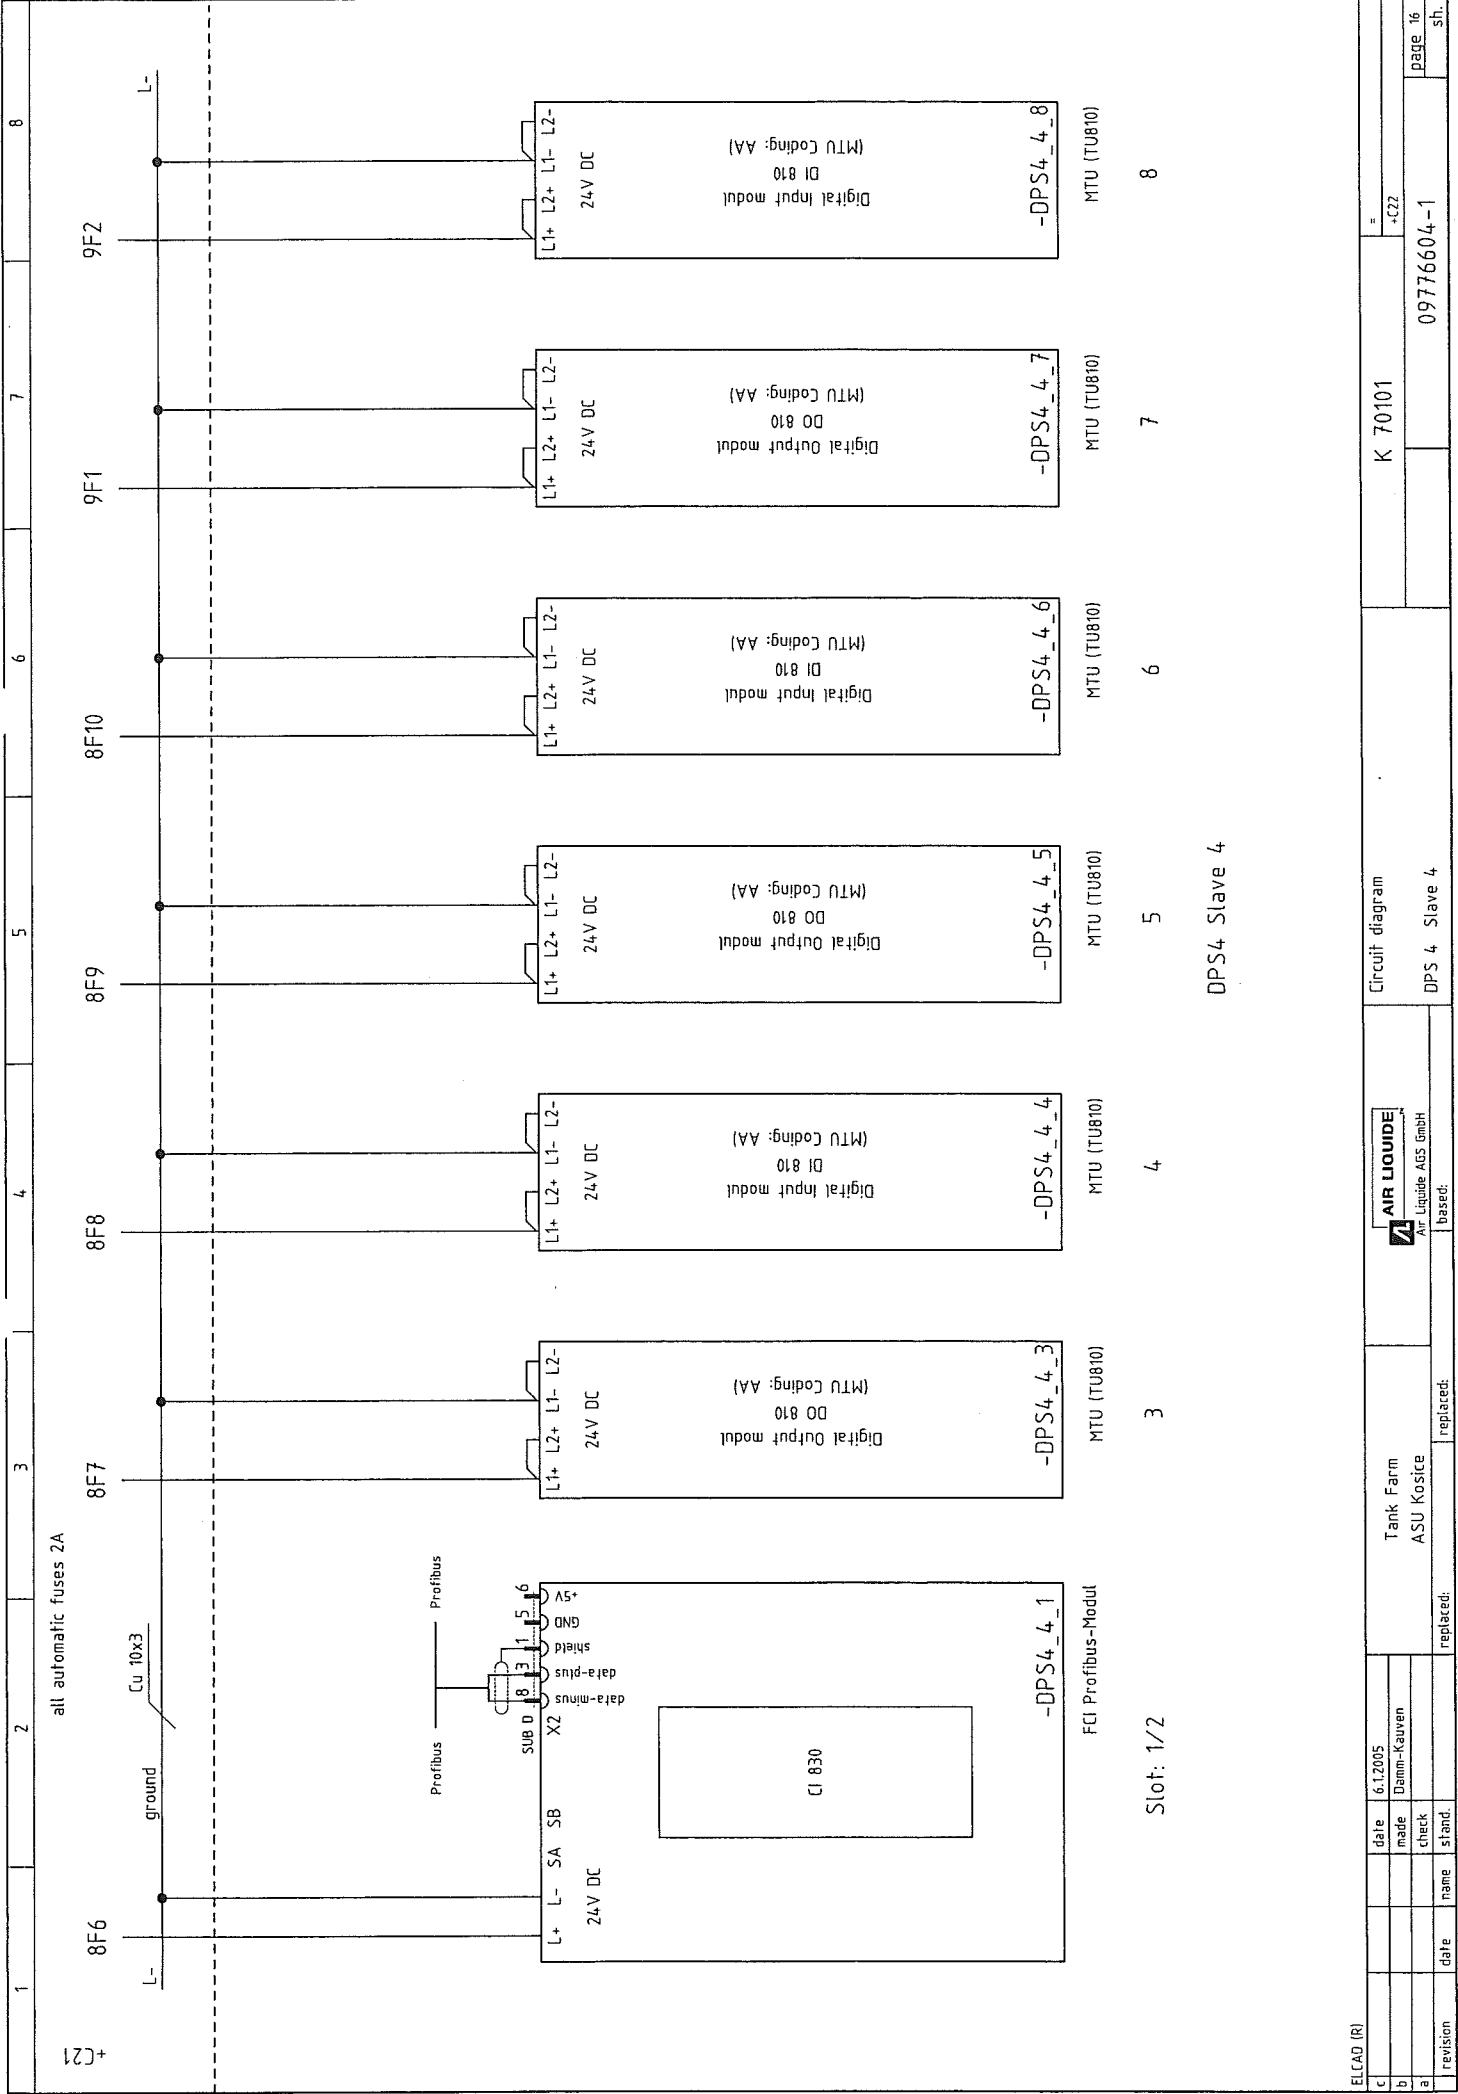 1 2 3 4 5 6 7 8
+C21
all automatic fuses 2A
8F6 8F7 8F8 8F9 8F10 9F1 9F2
L- ground Cu 10x3 L-
Profibus Profibus
SUB D 8 3 1 5 6
L+ L- SA SB X2 data-minus data-plus shield GND +5V
24V DC
CI 830
-DPS4_4_1
FCI Profibus-Modul
Slot: 1/2
L1+ L2+ L1- L2-
24V DC
Digital Output modul
DO 810
(MTU Coding: AA)
-DPS4_4_3
MTU (TU810)
3
L1+ L2+ L1- L2-
24V DC
Digital Input modul
DI 810
(MTU Coding: AA)
-DPS4_4_4
MTU (TU810)
4
L1+ L2+ L1- L2-
24V DC
Digital Output modul
DO 810
(MTU Coding: AA)
-DPS4_4_5
MTU (TU810)
5
L1+ L2+ L1- L2-
24V DC
Digital Input modul
DI 810
(MTU Coding: AA)
-DPS4_4_6
MTU (TU810)
6
L1+ L2+ L1- L2-
24V DC
Digital Output modul
DO 810
(MTU Coding: AA)
-DPS4_4_7
MTU (TU810)
7
L1+ L2+ L1- L2-
24V DC
Digital Input modul
DI 810
(MTU Coding: AA)
-DPS4_4_8
MTU (TU810)
8
DPS4 Slave 4
ELCAD (R)
c
b
a
revision date name stand.
date 6.1.2005
made Damm-Kauven
check
Tank Farm
ASU Kosice
replaced: replaced: based:
AIR LIQUIDE
Air Liquide AGS GmbH
Circuit diagram
DPS 4 Slave 4
K 70101
=
+C22
09776604-1
page 16
sh.